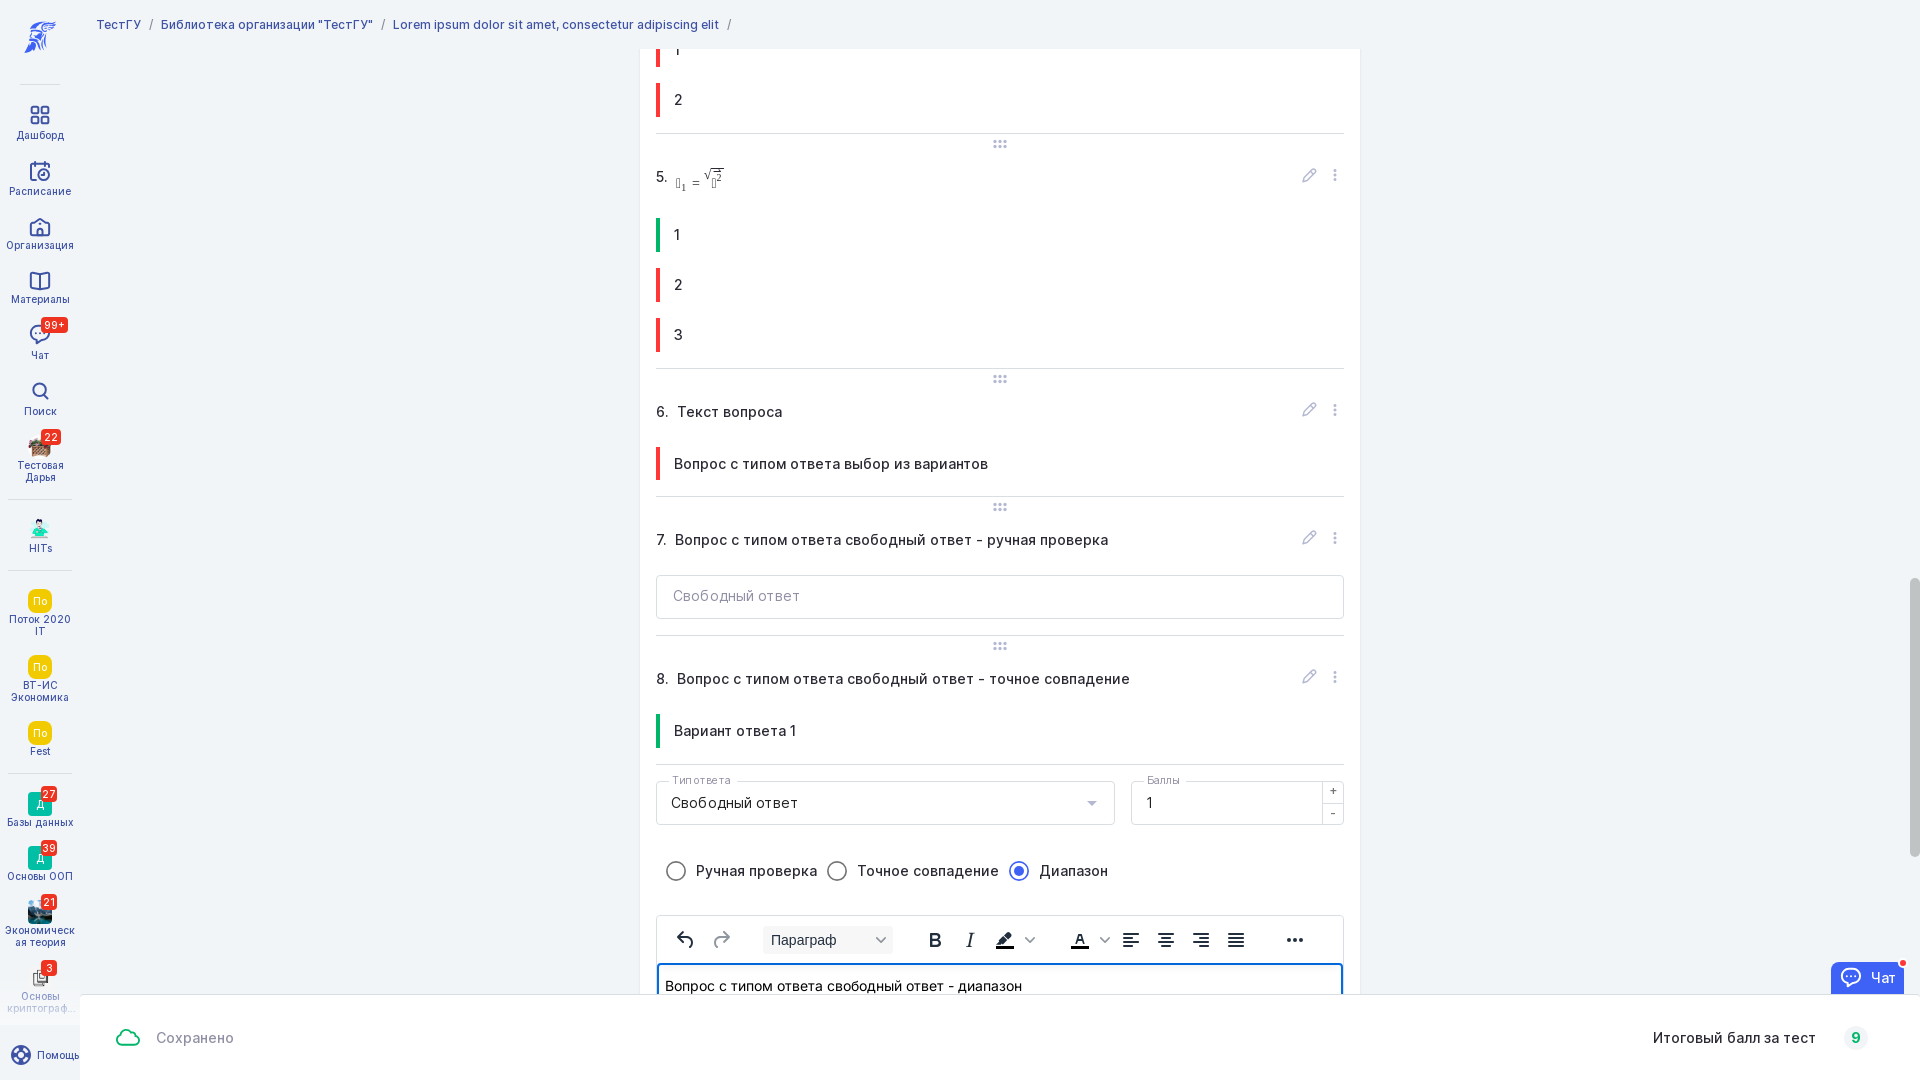 ТестГУ / Библиотека организации "ТестГУ" / Lorem ipsum dolor sit amet, consectetur adipiscing elit /
Дашборд
Расписание
Организация
Материалы
99+
Чат
Поиск
22
Тестовая
Дарья
HITs
По
Поток 2020
IT
По
ВТ-ИС
Экономика
По
Fest
27
Д
Базы данных
39
Д
Основы ООП
21
Экономическ
ая теория
3
Основы
криптограф...
Помощь
1
2
5. ₁ = √ ²
1
2
3
6. Текст вопроса
Вопрос с типом ответа выбор из вариантов
7. Вопрос с типом ответа свободный ответ - ручная проверка
Свободный ответ
8. Вопрос с типом ответа свободный ответ - точное совпадение
Вариант ответа 1
Тип ответа
Свободный ответ
Баллы
1
+
-
Ручная проверка Точное совпадение Диапазон
Параграф B I A
Вопрос с типом ответа свободный ответ - диапазон
Чат
Сохранено
Итоговый балл за тест 9